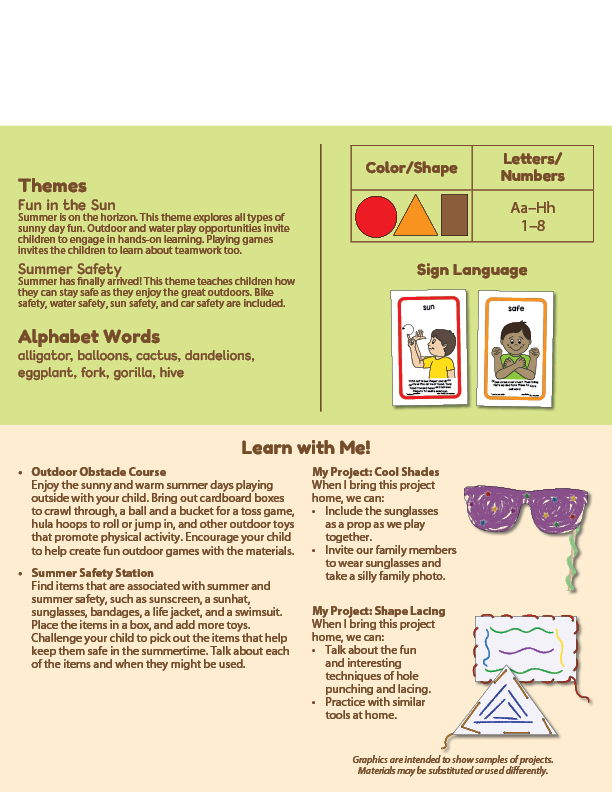 Themes
Fun in the Sun
Summer is on the horizon. This theme explores all types of
sunny day fun. Outdoor and water play opportunities invite
children to engage in hands-on learning. Playing games
invites the children to learn about teamwork too.
Summer Safety
Summer has finally arrived! This theme teaches children how
they can stay safe as they enjoy the great outdoors. Bike
safety, water safety, sun safety, and car safety are included.
Alphabet Words
alligator, balloons, cactus, dandelions,
eggplant, fork, gorilla, hive
Color/Shape
Letters/
Numbers
Aa–Hh
1–8
Sign Language
sun
safe
Learn with Me!
• Outdoor Obstacle Course
Enjoy the sunny and warm summer days playing
outside with your child. Bring out cardboard boxes
to crawl through, a ball and a bucket for a toss game,
hula hoops to roll or jump in, and other outdoor toys
that promote physical activity. Encourage your child
to help create fun outdoor games with the materials.
• Summer Safety Station
Find items that are associated with summer and
summer safety, such as sunscreen, a sunhat,
sunglasses, bandages, a life jacket, and a swimsuit.
Place the items in a box, and add more toys.
Challenge your child to pick out the items that help
keep them safe in the summertime. Talk about each
of the items and when they might be used.
My Project: Cool Shades
When I bring this project
home, we can:
• Include the sunglasses
as a prop as we play
together.
• Invite our family members
to wear sunglasses and
take a silly family photo.
My Project: Shape Lacing
When I bring this project
home, we can:
• Talk about the fun
and interesting
techniques of hole
punching and lacing.
• Practice with similar
tools at home.
Graphics are intended to show samples of projects.
Materials may be substituted or used differently.